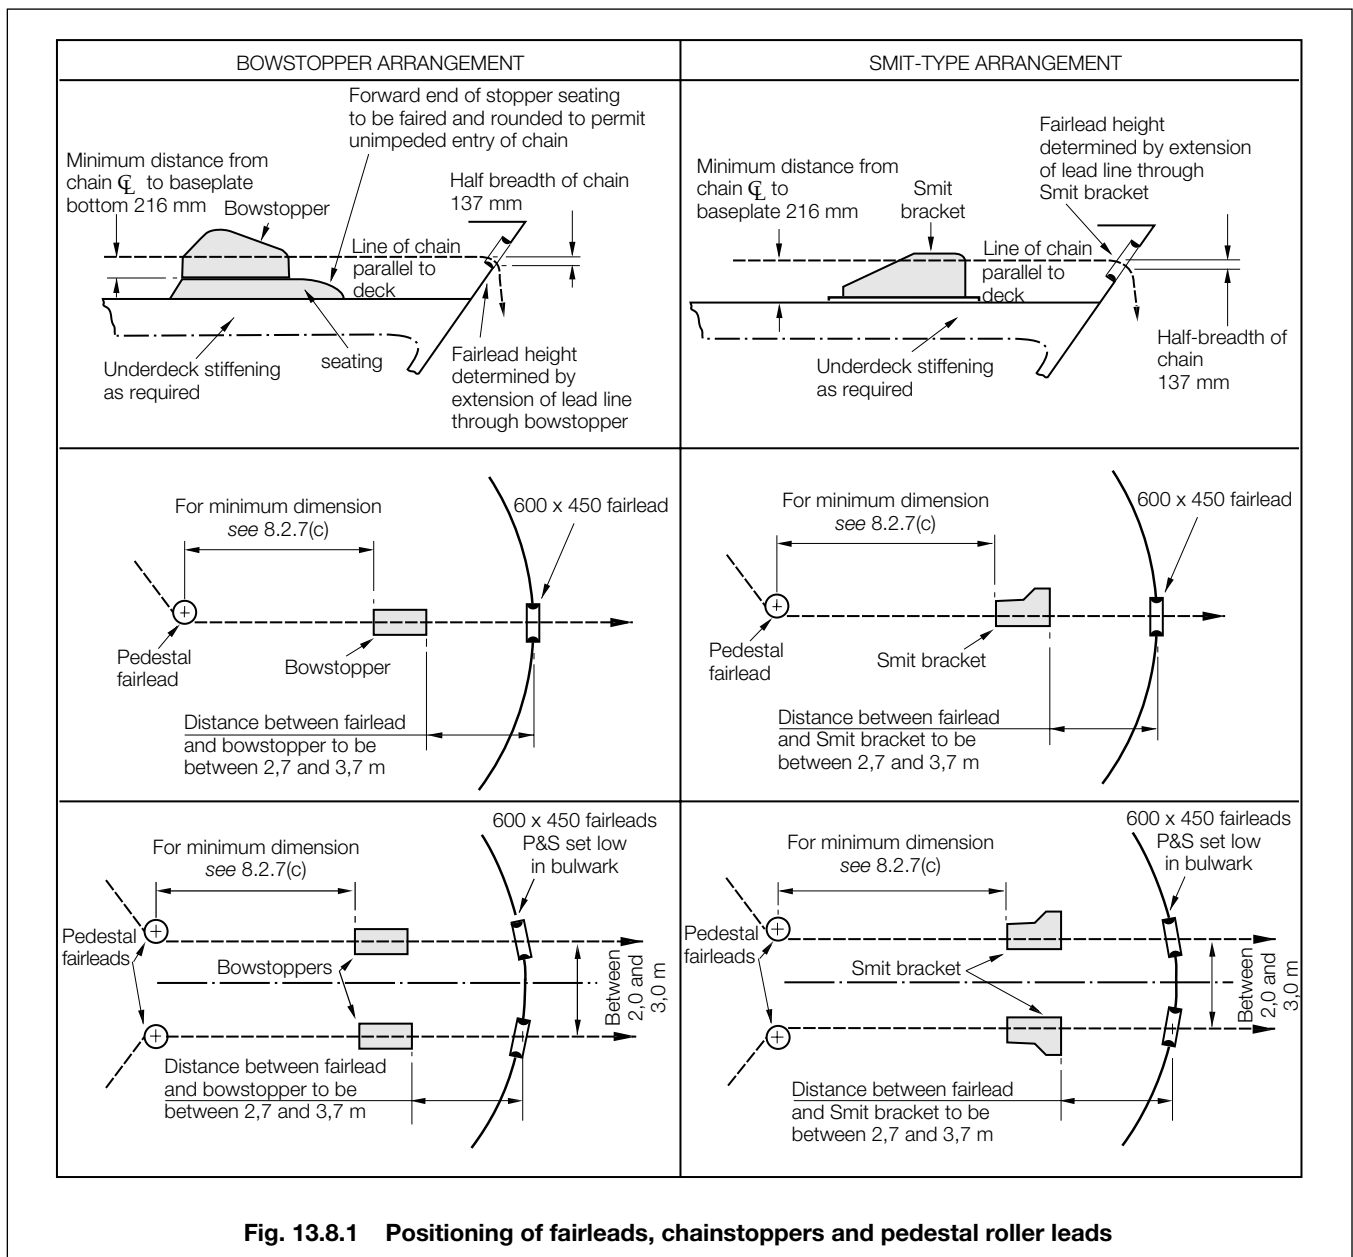 BOWSTOPPER ARRANGEMENT
SMIT-TYPE ARRANGEMENT
Forward end of stopper seating
to be faired and rounded to permit
unimpeded entry of chain
Minimum distance from
chain ℄ to baseplate
bottom 216 mm
Bowstopper
Half breadth of chain
137 mm
Line of chain
parallel to
deck
Underdeck stiffening
as required
seating
Fairlead height
determined by
extension of lead line
through bowstopper
Fairlead height
determined by extension
of lead line through
Smit bracket
Minimum distance from
chain ℄ to
baseplate 216 mm
Smit
bracket
Line of chain
parallel to
deck
Underdeck stiffening
as required
Half-breadth of
chain
137 mm
For minimum dimension
see 8.2.7(c)
600 x 450 fairlead
Pedestal
fairlead
Bowstopper
Distance between fairlead
and bowstopper to be
between 2,7 and 3,7 m
For minimum dimension
see 8.2.7(c)
600 x 450 fairlead
Pedestal
fairlead
Smit bracket
Distance between fairlead
and Smit bracket to be
between 2,7 and 3,7 m
600 x 450 fairleads
P&S set low
in bulwark
For minimum dimension
see 8.2.7(c)
Pedestal
fairleads
Bowstoppers
Between
2,0 and
3,0 m
Distance between fairlead
and bowstopper to be
between 2,7 and 3,7 m
600 x 450 fairleads
P&S set low
in bulwark
For minimum dimension
see 8.2.7(c)
Pedestal
fairleads
Smit bracket
Between
2,0 and
3,0 m
Distance between fairlead
and Smit bracket to be
between 2,7 and 3,7 m
Fig. 13.8.1 Positioning of fairleads, chainstoppers and pedestal roller leads